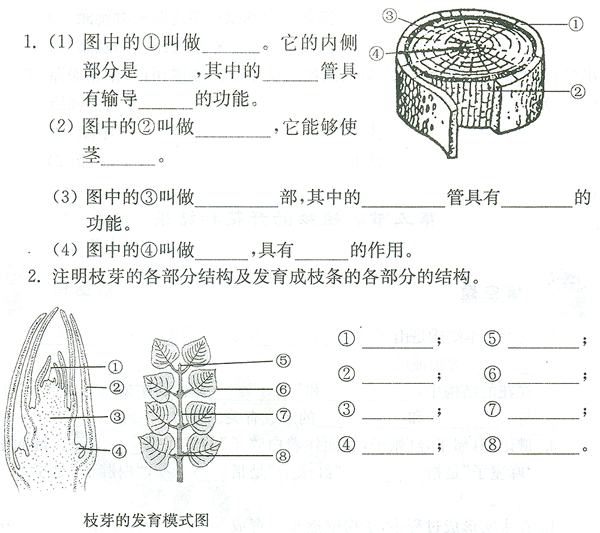 1. (1) 图中的①叫做______。它的内侧
部分是______,其中的______管具
有输导______的功能。
(2) 图中的②叫做________,它能够使
茎______。
③
①
④
②
(3) 图中的③叫做_________部,其中的_________管具有________的
功能。
(4) 图中的④叫做_______,具有______的作用。
2. 注明枝芽的各部分结构及发育成枝条的各部分的结构。
①
②
③
④
⑤
⑥
⑦
⑧
① ________; ⑤ ________;
② ________; ⑥ ________;
③ ________; ⑦ ________;
④ ________; ⑧ ________。
枝芽的发育模式图